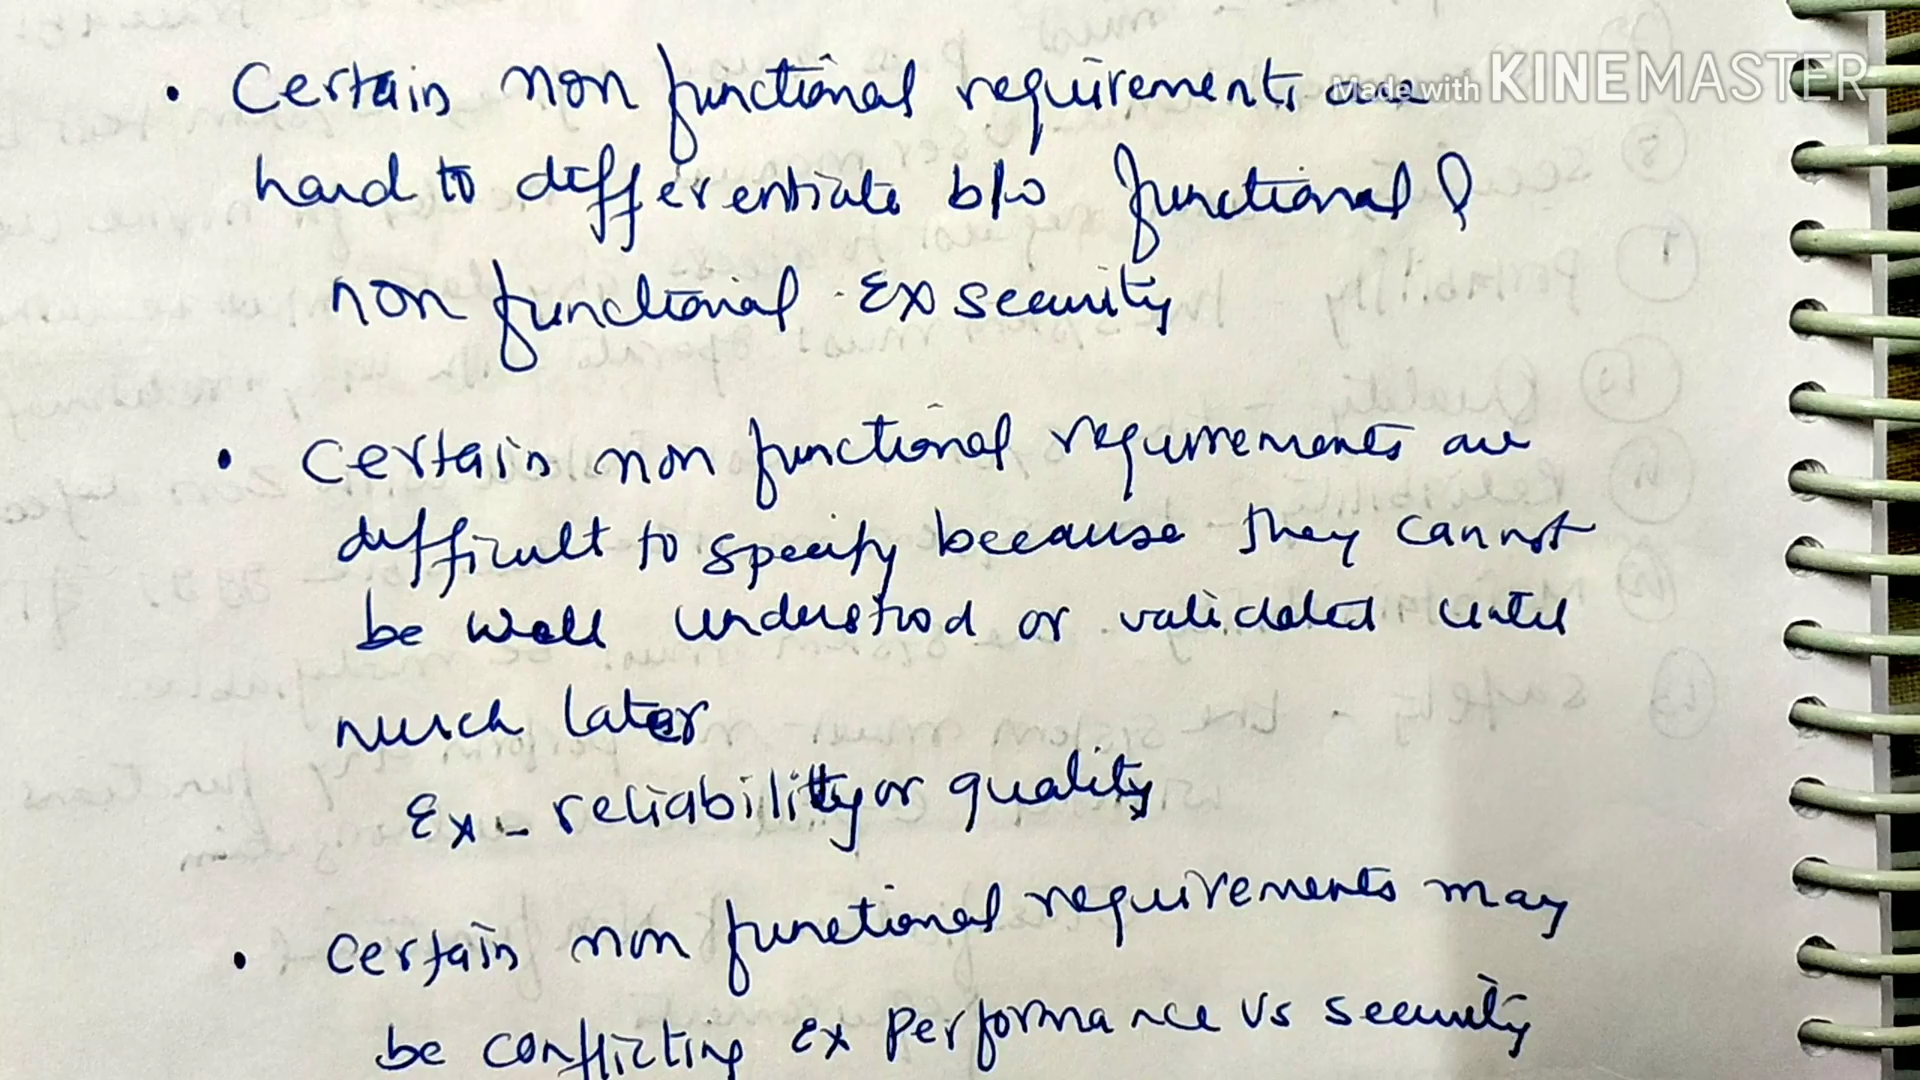 • Certain non functional requirements are
Made with KINEMASTER
hard to differentiate b/w functional &
non functional. Ex security
• Certain non functional requirements are
difficult to specify because they cannot
be well understood or validated until
much later
Ex - reliability or quality
• Certain non functional requirements may
be conflicting Ex Performance vs security